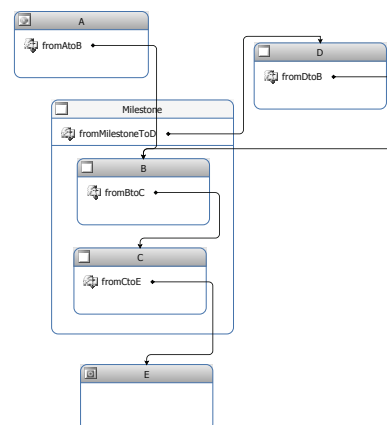 A
fromAtoB
D
fromDtoB
Milestone
fromMilestoneToD
B
fromBtoC
C
fromCtoE
E